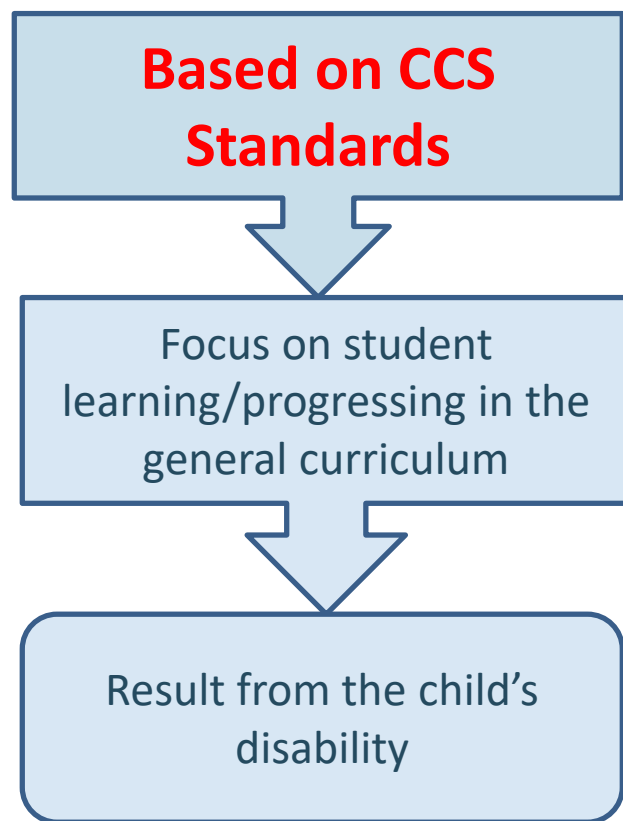 Based on CCS
Standards
Focus on student
learning/progressing in the
general curriculum
Result from the child’s
disability